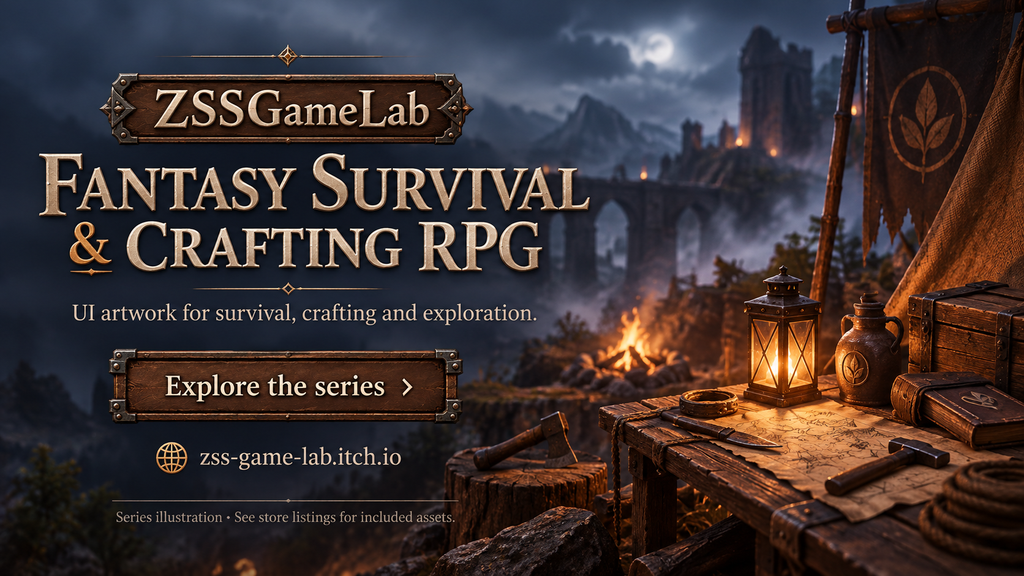 ZSSGameLab
FANTASY SURVIVAL
& CRAFTING RPG
UI artwork for survival, crafting and exploration.
Explore the series >
zss-game-lab.itch.io
Series illustration • See store listings for included assets.